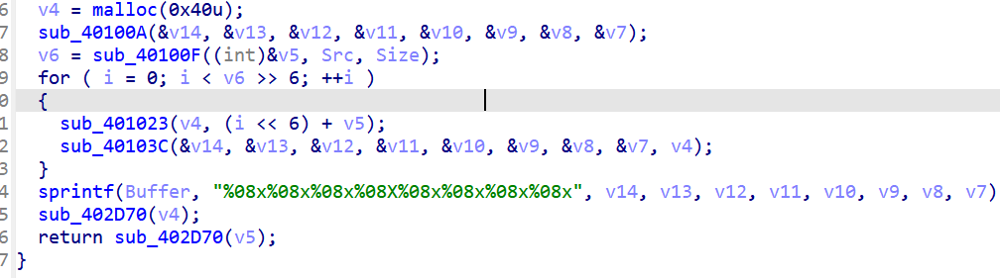 6 v4 = malloc(0x40u);
7 sub_40100A(&v14, &v13, &v12, &v11, &v10, &v9, &v8, &v7);
8 v6 = sub_40100F((int)&v5, Src, Size);
9 for ( i = 0; i < v6 >> 6; ++i )
0 {
1 sub_401023(v4, (i << 6) + v5);
2 sub_40103C(&v14, &v13, &v12, &v11, &v10, &v9, &v8, &v7, v4);
3 }
4 sprintf(Buffer, "%08x%08x%08x%08X%08x%08x%08x%08x", v14, v13, v12, v11, v10, v9, v8, v7)
5 sub_402D70(v4);
6 return sub_402D70(v5);
7 }